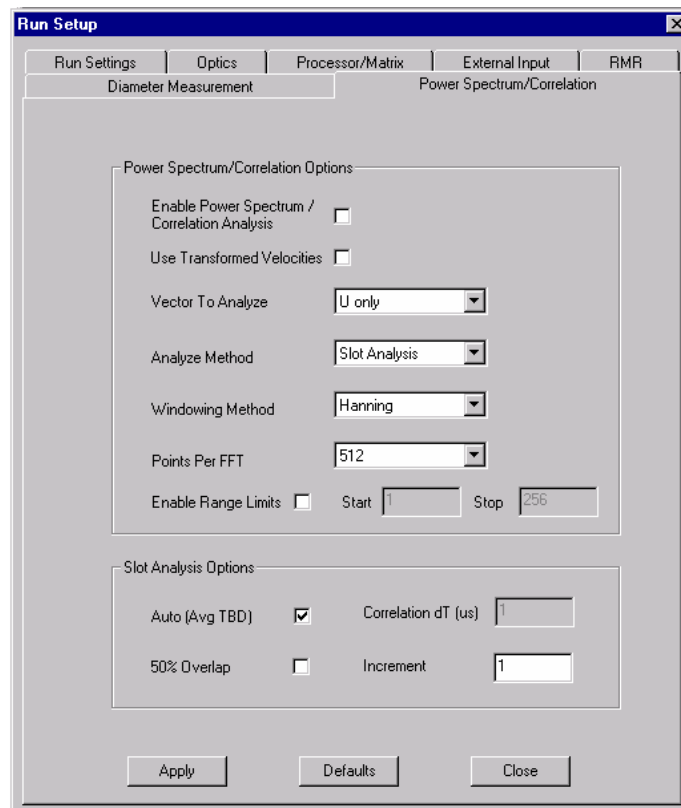 Run Setup
Run Settings Optics Processor/Matrix External Input RMR
Diameter Measurement Power Spectrum/Correlation
Power Spectrum/Correlation Options
Enable Power Spectrum /
Correlation Analysis
Use Transformed Velocities
Vector To Analyze U only
Analyze Method Slot Analysis
Windowing Method Hanning
Points Per FFT 512
Enable Range Limits Start 1 Stop 256
Slot Analysis Options
Auto (Avg TBD) Correlation dT (us) 1
50% Overlap Increment 1
Apply Defaults Close